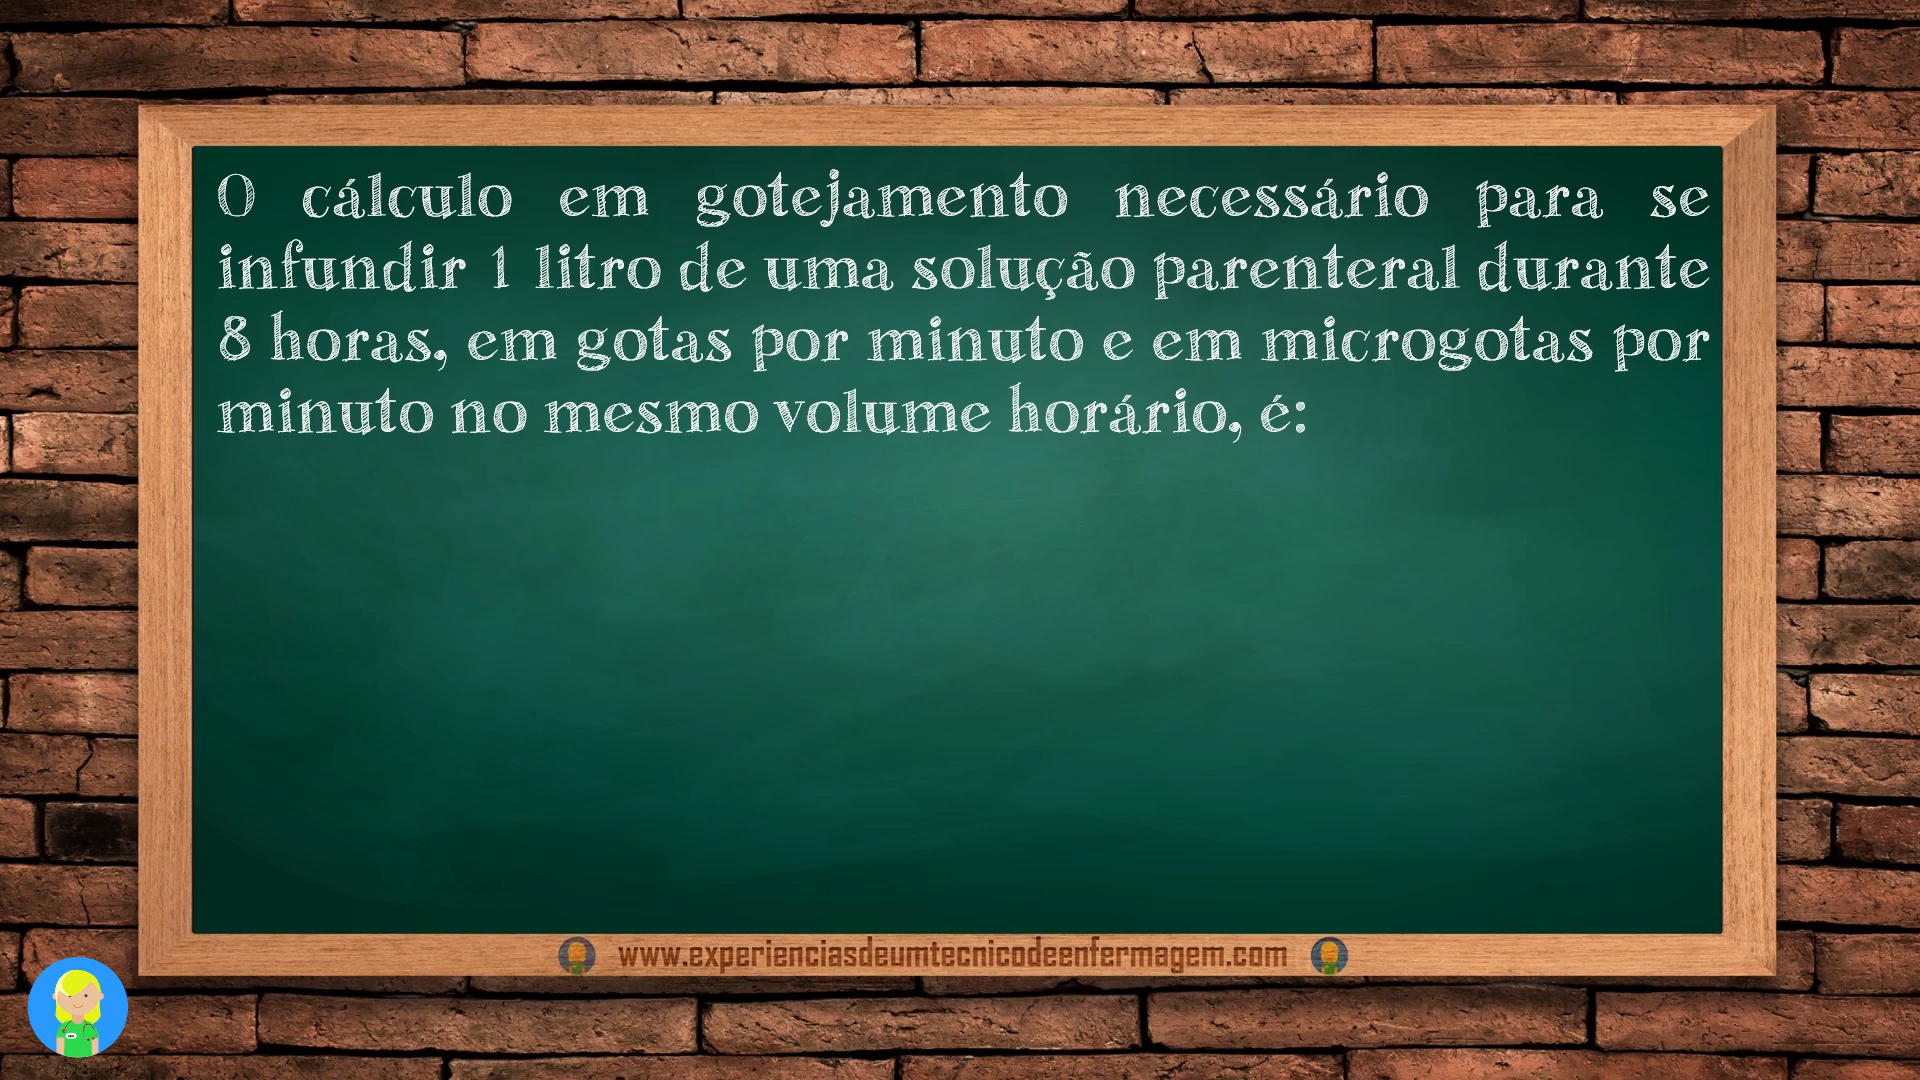 O cálculo em gotejamento necessário para se
infundir 1 litro de uma solução parenteral durante
8 horas, em gotas por minuto e em microgotas por
minuto no mesmo volume horário, é:
www.experienciasdeumtecnicodeenfermagem.com